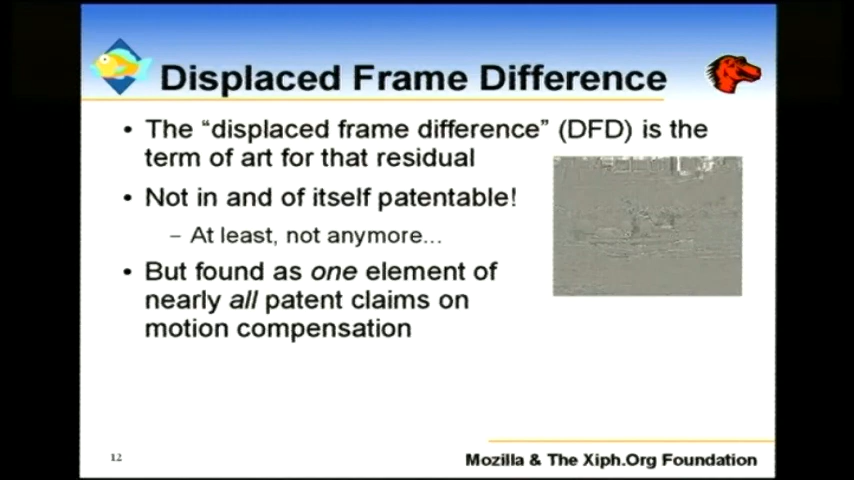 Displaced Frame Difference
• The “displaced frame difference” (DFD) is the
term of art for that residual
• Not in and of itself patentable!
– At least, not anymore...
• But found as one element of
nearly all patent claims on
motion compensation
12
Mozilla & The Xiph.Org Foundation